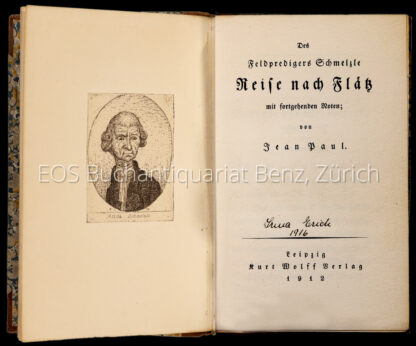 Des
Feldpredigers Schmelzle
Reise nach Flätz
mit fortgehenden Noten;
von
Jean Paul.
EOS Buchantiquariat Benz, Zürich
1916
Leipzig
Kurt Wolff Verlag
1912